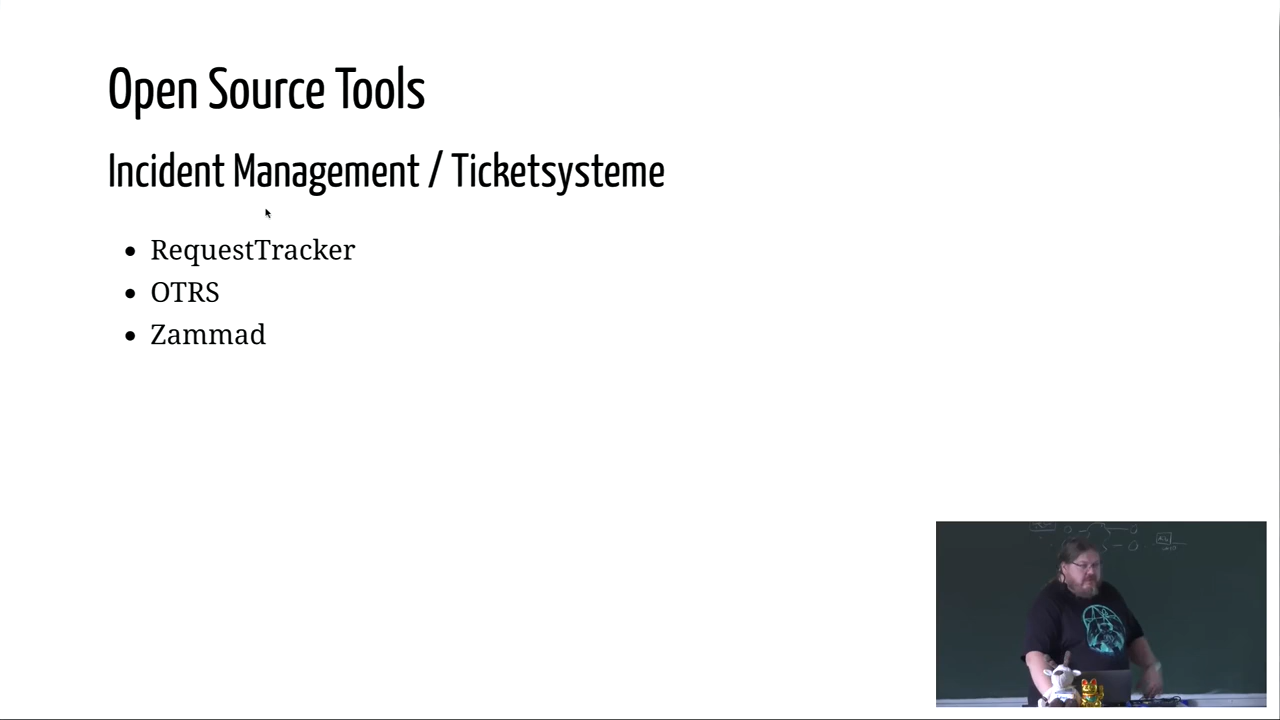 Open Source Tools
Incident Management / Ticketsysteme
RequestTracker
OTRS
Zammad